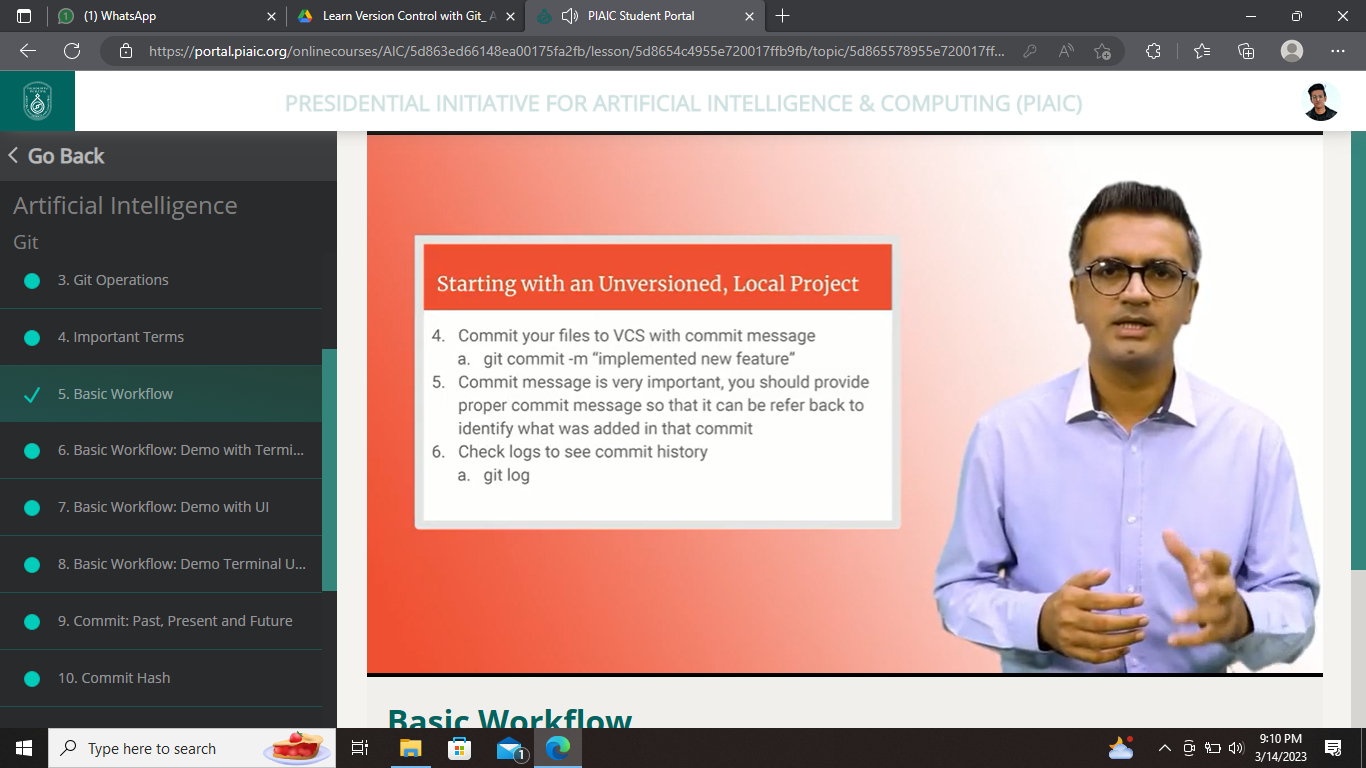 (1) WhatsApp
Learn Version Control with Git_ A
PIAIC Student Portal
https://portal.piaic.org/onlinecourses/AIC/5d863ed66148ea00175fa2fb/lesson/5d8654c4955e720017ffb9fb/topic/5d865578955e720017ff...
PRESIDENTIAL INITIATIVE FOR ARTIFICIAL INTELLIGENCE & COMPUTING (PIAIC)
Go Back
Artificial Intelligence
Git
3. Git Operations
4. Important Terms
5. Basic Workflow
6. Basic Workflow: Demo with Termi...
7. Basic Workflow: Demo with UI
8. Basic Workflow: Demo Terminal U...
9. Commit: Past, Present and Future
10. Commit Hash
Starting with an Unversioned, Local Project
4. Commit your files to VCS with commit message
a. git commit -m “implemented new feature”
5. Commit message is very important, you should provide
proper commit message so that it can be refer back to
identify what was added in that commit
6. Check logs to see commit history
a. git log
Basic Workflow
Type here to search
1
9:10 PM
3/14/2023